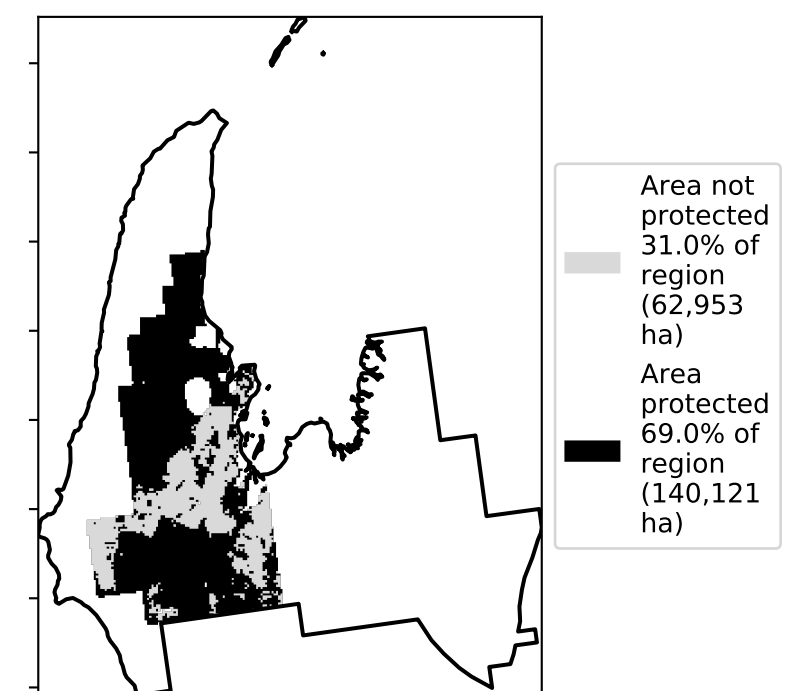 Area not
protected
31.0% of
region
(62,953
ha)
Area
protected
69.0% of
region
(140,121
ha)